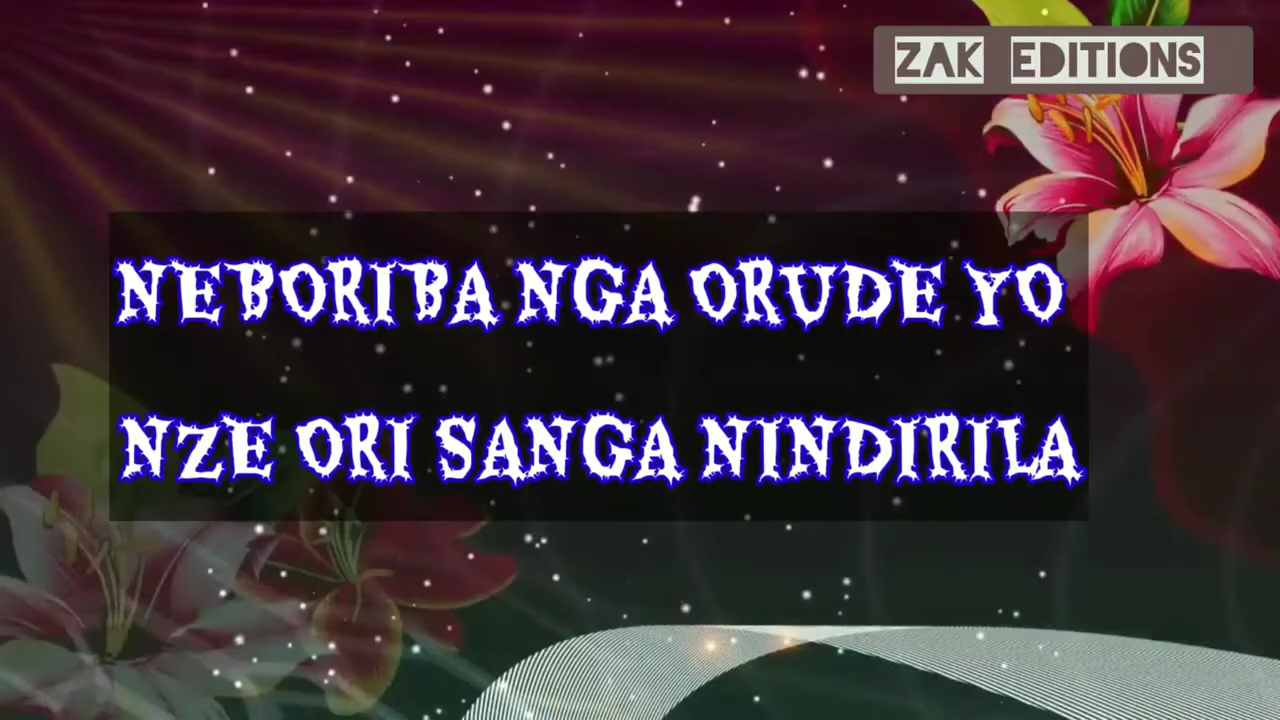 ZAK EDITIONS
NEBORIBA NGA ORUDE YO
NZE ORI SANGA NINDIRILA